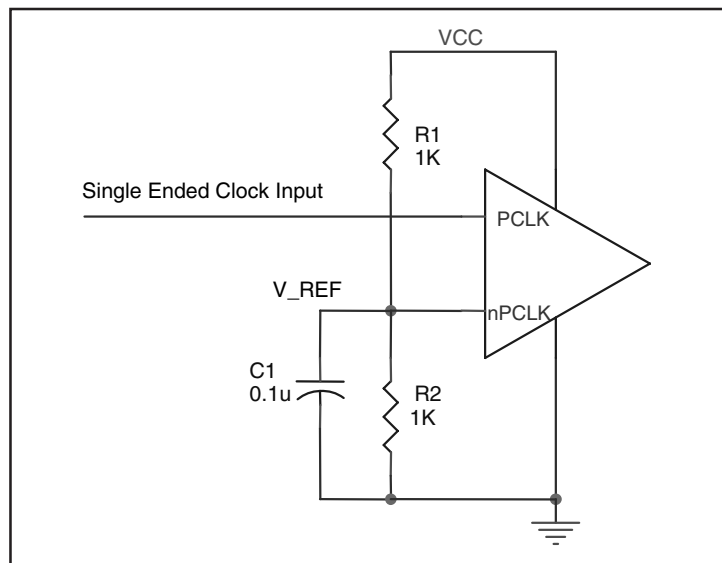 VCC
R1
1K
Single Ended Clock Input
PCLK
V_REF
nPCLK
C1
0.1u
R2
1K